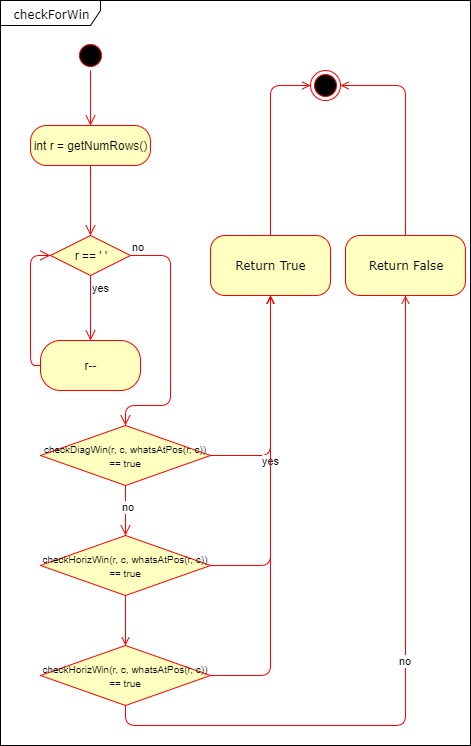 checkForWin
int r = getNumRows()
r == ' '
no
yes
r--
Return True
Return False
checkDiagWin(r, c, whatsAtPos(r, c))
== true
yes
no
checkHorizWin(r, c, whatsAtPos(r, c))
== true
checkHorizWin(r, c, whatsAtPos(r, c))
== true
no